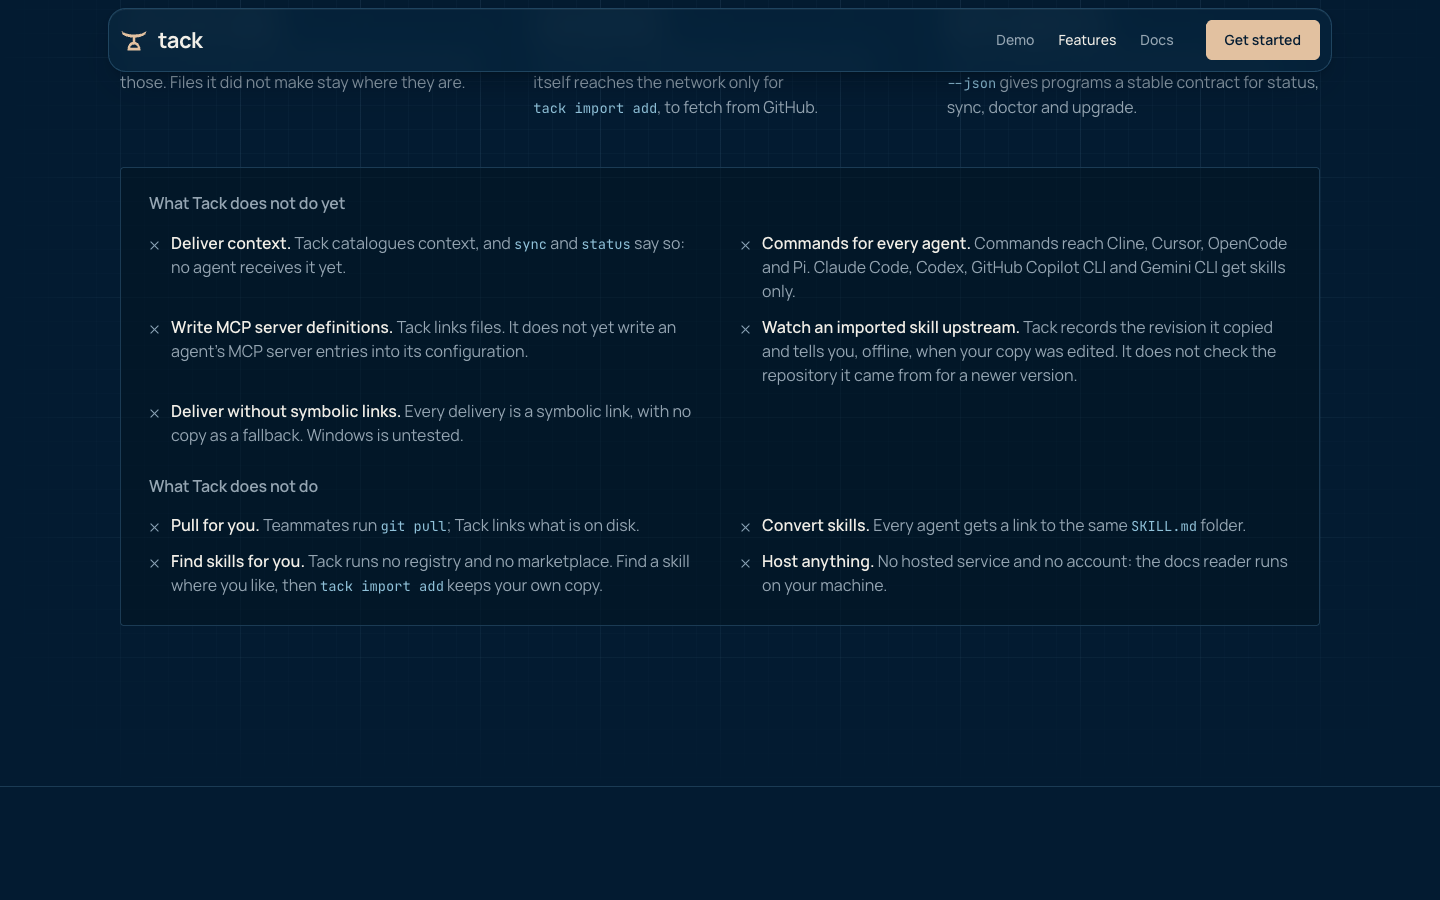 tack
Demo
Features
Docs
Get started
those. Files it did not make stay where they are.
itself reaches the network only for
tack import add, to fetch from GitHub.
--json gives programs a stable contract for status,
sync, doctor and upgrade.
What Tack does not do yet
× Deliver context. Tack catalogues context, and sync and status say so:
no agent receives it yet.
× Commands for every agent. Commands reach Cline, Cursor, OpenCode
and Pi. Claude Code, Codex, GitHub Copilot CLI and Gemini CLI get skills
only.
× Write MCP server definitions. Tack links files. It does not yet write an
agent's MCP server entries into its configuration.
× Watch an imported skill upstream. Tack records the revision it copied
and tells you, offline, when your copy was edited. It does not check the
repository it came from for a newer version.
× Deliver without symbolic links. Every delivery is a symbolic link, with no
copy as a fallback. Windows is untested.
What Tack does not do
× Pull for you. Teammates run git pull; Tack links what is on disk.
× Convert skills. Every agent gets a link to the same SKILL.md folder.
× Find skills for you. Tack runs no registry and no marketplace. Find a skill
where you like, then tack import add keeps your own copy.
× Host anything. No hosted service and no account: the docs reader runs
on your machine.